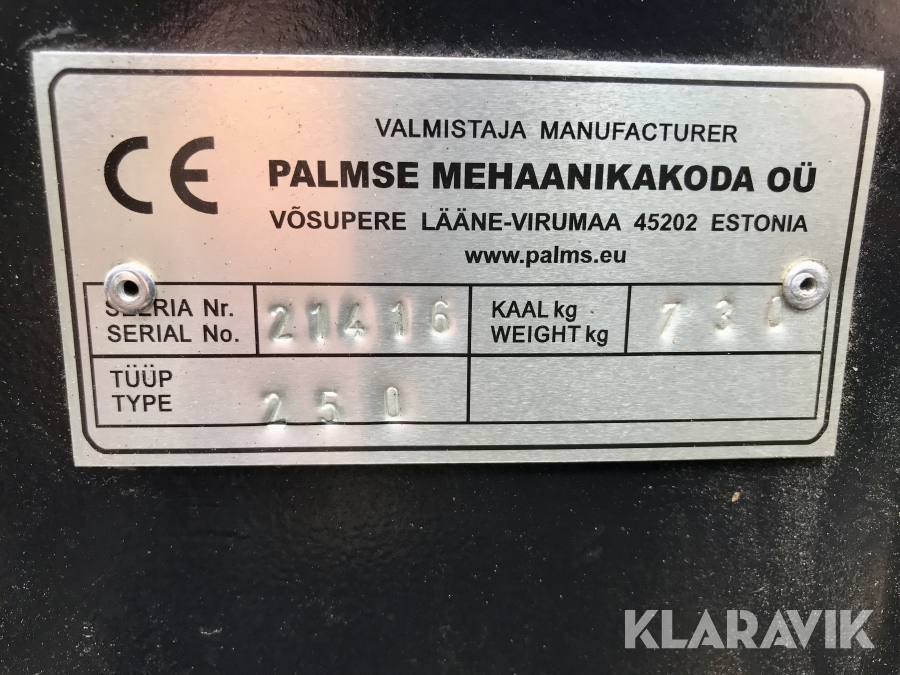 CE
VALMISTAJA MANUFACTURER
PALMSE MEHAANIKAKODA OÜ
VÕSUPERE LÄÄNE-VIRUMAA 45202 ESTONIA
www.palms.eu
SEERIA Nr.
SERIAL No.
21416
KAAL kg
WEIGHT kg
730
TÜÜP
TYPE
250
KLARAVIK